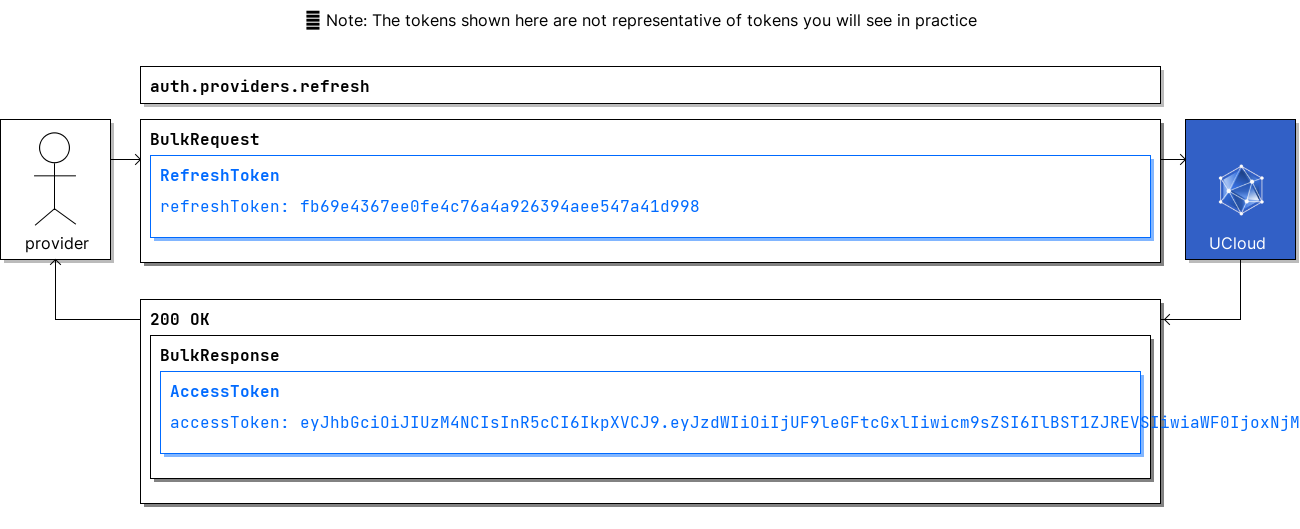 Note: The tokens shown here are not representative of tokens you will see in practice
auth.providers.refresh
BulkRequest
RefreshToken
refreshToken: fb69e4367ee0fe4c76a4a926394aee547a41d998
provider
UCloud
200 OK
BulkResponse
AccessToken
accessToken: eyJhbGciOiJIUzM4NCIsInR5cCI6IkpXVCJ9.eyJzdWIiOiIjUF9leGFtcGxlIiwicm9sZSI6IlBST1ZJREVSIiwiaWF0IjoxNjM